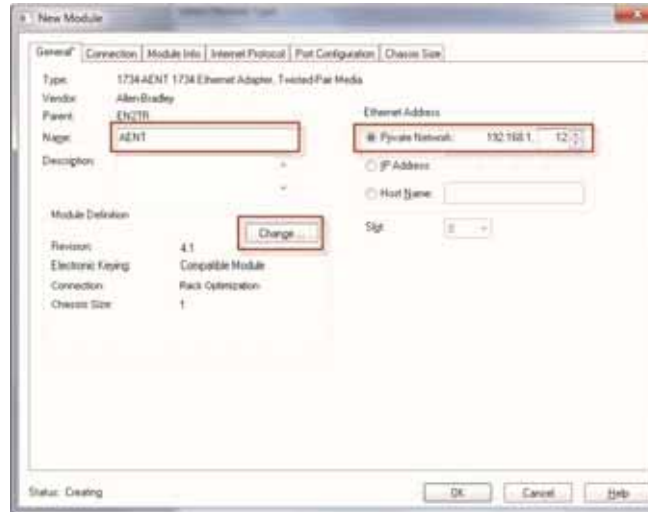 New Module
General* Connection Module Info Internet Protocol Port Configuration Chassis Size
Type: 1734-AENT 1734 Ethernet Adapter, Twisted-Pair Media
Vendor: Allen-Bradley
Parent: EN2TR
Name: AENT
Description:
Ethernet Address
Private Network: 192.168.1. 12
IP Address:
Host Name:
Slot: 0
Module Definition
Change ...
Revision: 4.1
Electronic Keying: Compatible Module
Connection: Rack Optimization
Chassis Size: 1
Status: Creating
OK Cancel Help